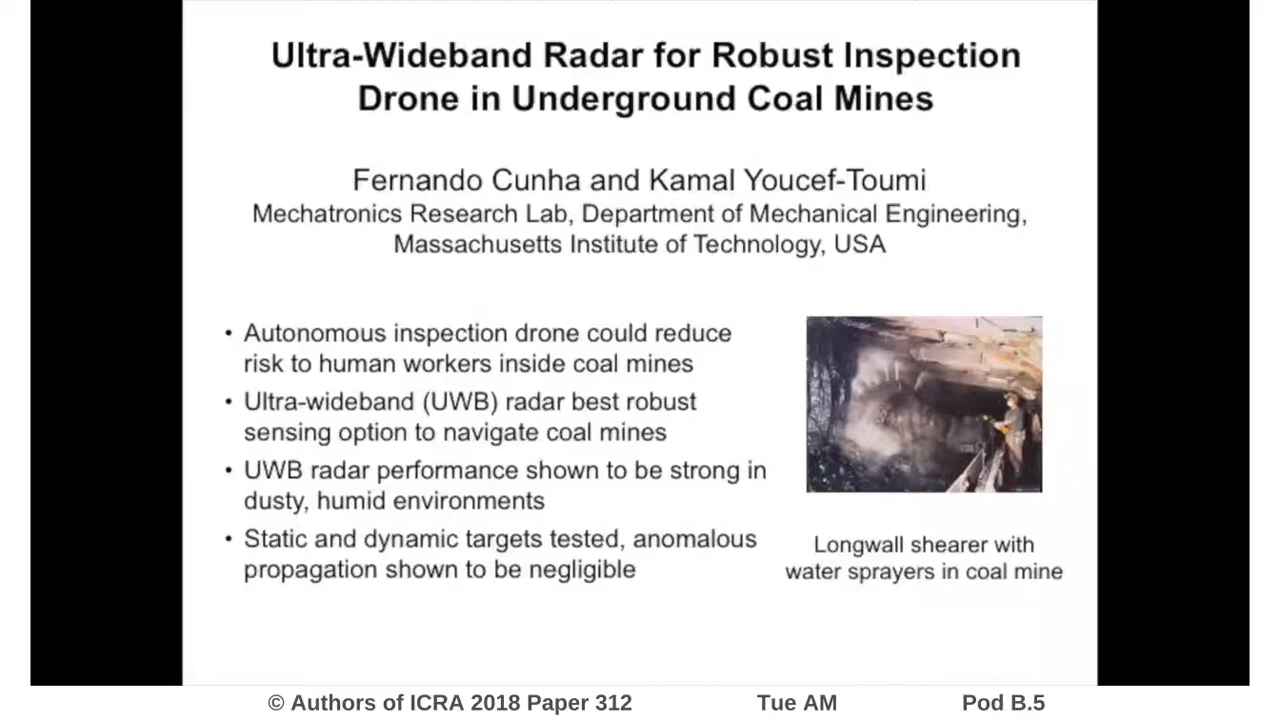 Ultra-Wideband Radar for Robust Inspection
Drone in Underground Coal Mines
Fernando Cunha and Kamal Youcef-Toumi
Mechatronics Research Lab, Department of Mechanical Engineering,
Massachusetts Institute of Technology, USA
• Autonomous inspection drone could reduce
risk to human workers inside coal mines
• Ultra-wideband (UWB) radar best robust
sensing option to navigate coal mines
• UWB radar performance shown to be strong in
dusty, humid environments
• Static and dynamic targets tested, anomalous
propagation shown to be negligible
Longwall shearer with
water sprayers in coal mine
© Authors of ICRA 2018 Paper 312 Tue AM Pod B.5